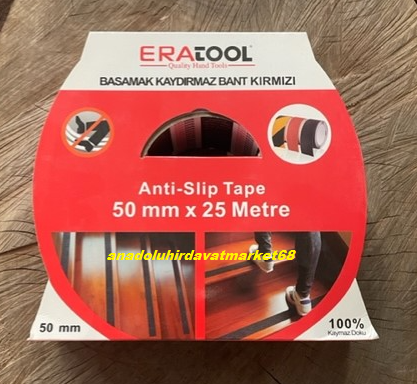 ERATOOL®
Quality Hand Tools
BASAMAK KAYDIRMAZ BANT KIRMIZI
Anti-Slip Tape
50 mm x 25 Metre
anadoluhirdavatmarket68
50 mm
100%
Kaymaz Doku